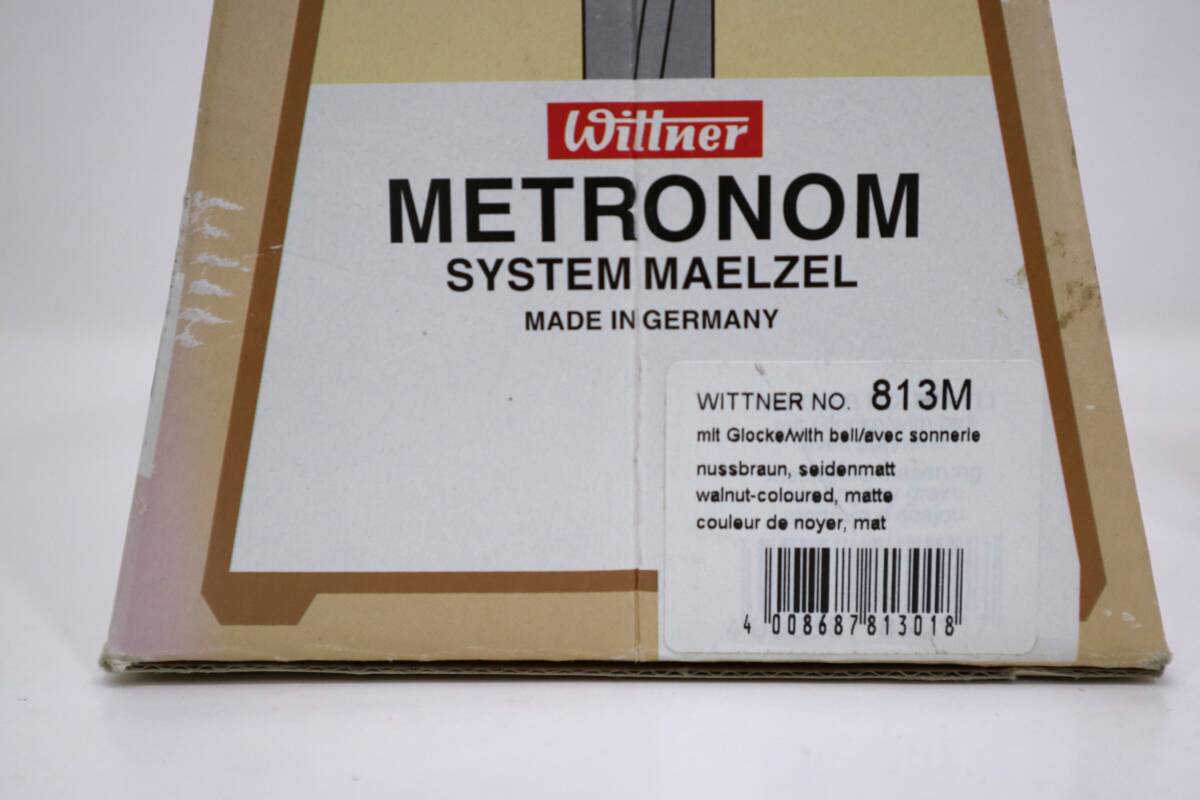 Wittner
METRONOM
SYSTEM MAELZEL
MADE IN GERMANY
WITTNER NO. 813M
mit Glocke/with bell/avec sonnerie
nussbraun, seidenmatt
walnut-coloured, matte
couleur de noyer, mat
4 008687 813018